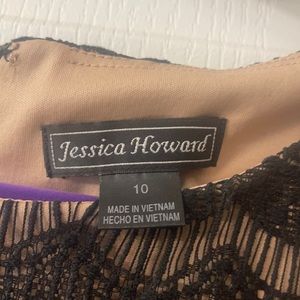 Jessica Howard
10
MADE IN VIETNAM
HECHO EN VIETNAM